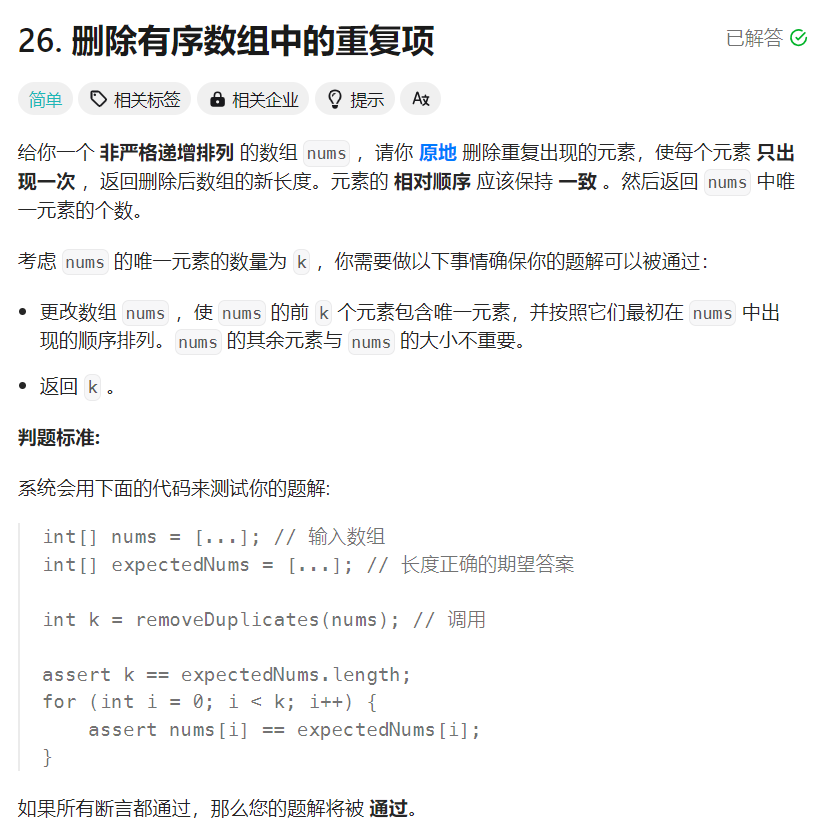 26. 删除有序数组中的重复项
已解答
简单 相关标签 相关企业 提示 A文
给你一个 非严格递增排列 的数组 nums ，请你 原地 删除重复出现的元素，使每个元素 只出
现一次 ，返回删除后数组的新长度。元素的 相对顺序 应该保持 一致 。然后返回 nums 中唯
一元素的个数。
考虑 nums 的唯一元素的数量为 k ，你需要做以下事情确保你的题解可以被通过：
• 更改数组 nums ，使 nums 的前 k 个元素包含唯一元素，并按照它们最初在 nums 中出
现的顺序排列。nums 的其余元素与 nums 的大小不重要。
• 返回 k 。
判题标准:
系统会用下面的代码来测试你的题解:
int[] nums = [...]; // 输入数组
int[] expectedNums = [...]; // 长度正确的期望答案
int k = removeDuplicates(nums); // 调用
assert k == expectedNums.length;
for (int i = 0; i < k; i++) {
    assert nums[i] == expectedNums[i];
}
如果所有断言都通过，那么您的题解将被 通过。